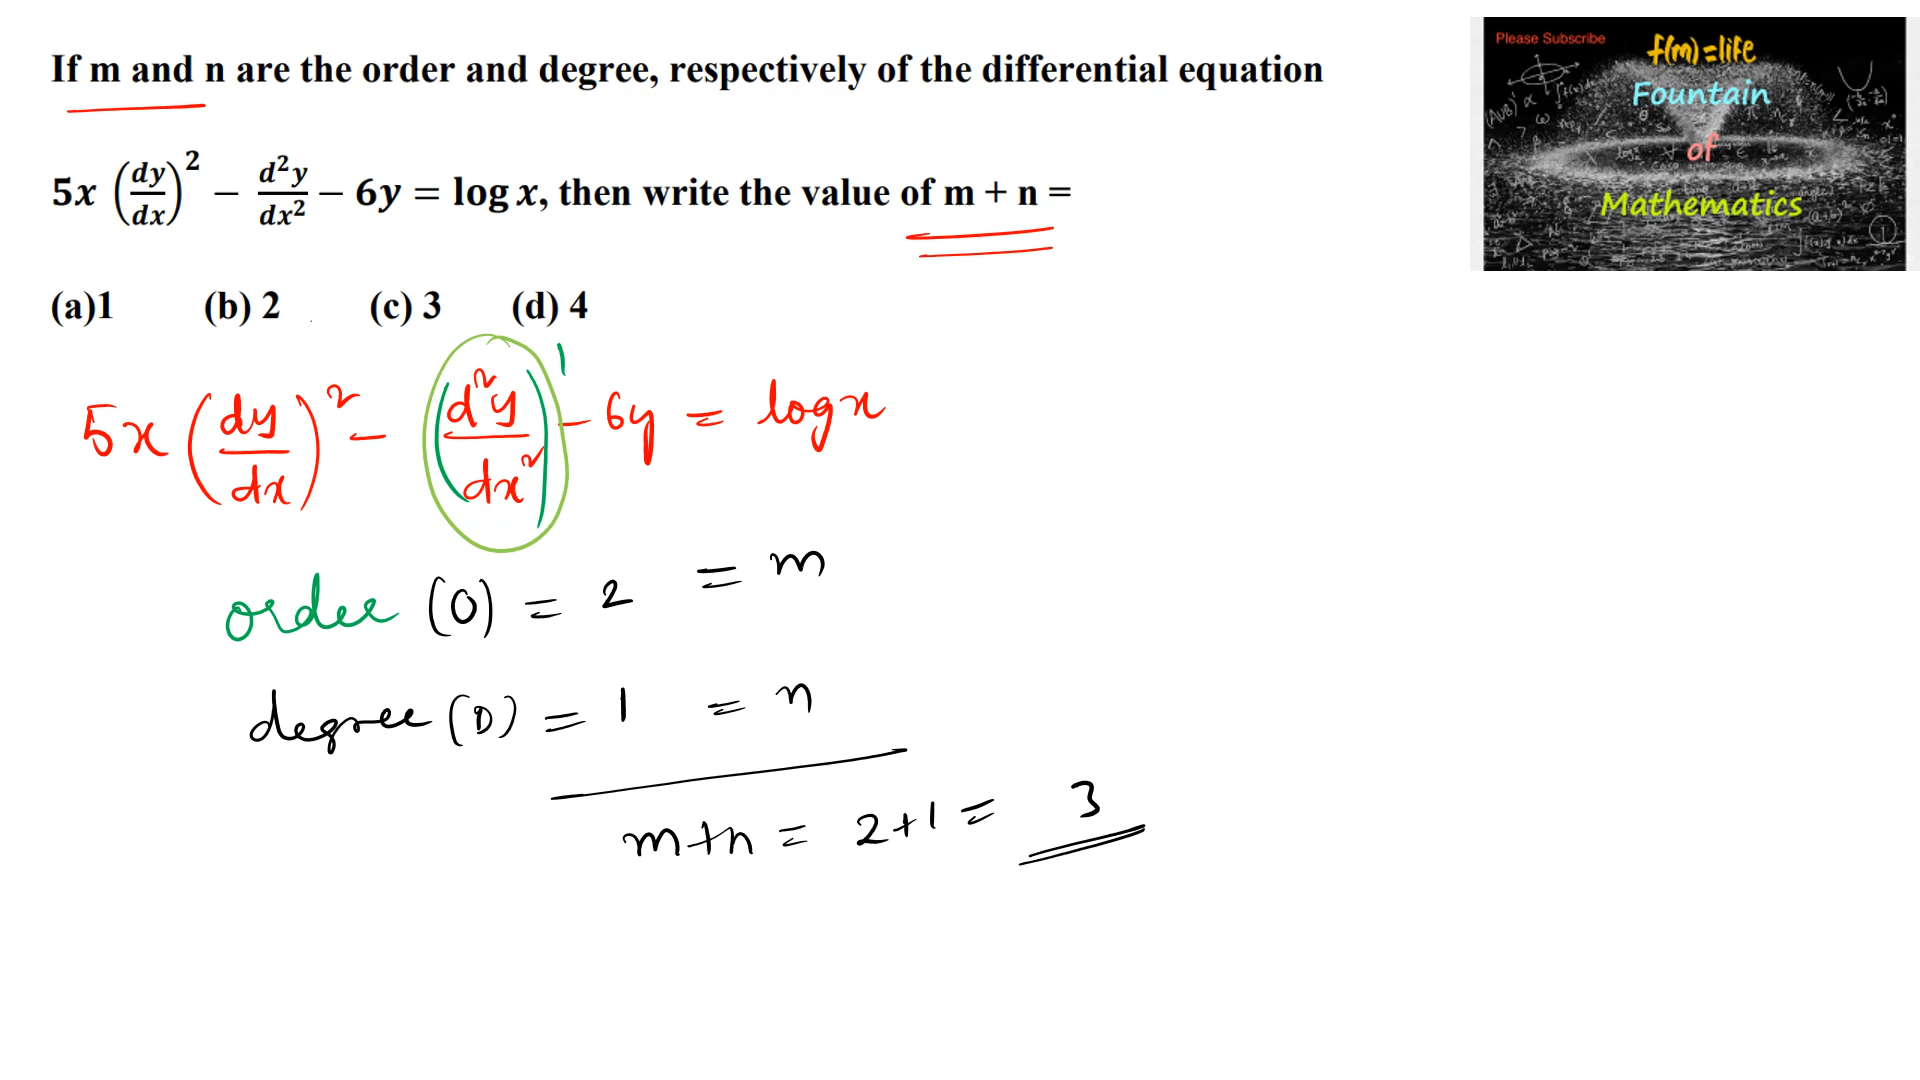 If m and n are the order and degree, respectively of the differential equation
5x (dy/dx)² − d²y/dx² − 6y = log x, then write the value of m + n =
(a)1 (b) 2 (c) 3 (d) 4
5x (dy/dx)² − (d²y/dx²)¹ − 6y = log x
order (O) = 2 = m
degree (D) = 1 = n
m+n = 2+1 = 3
Please Subscribe
f(m)=life
Fountain
of
Mathematics